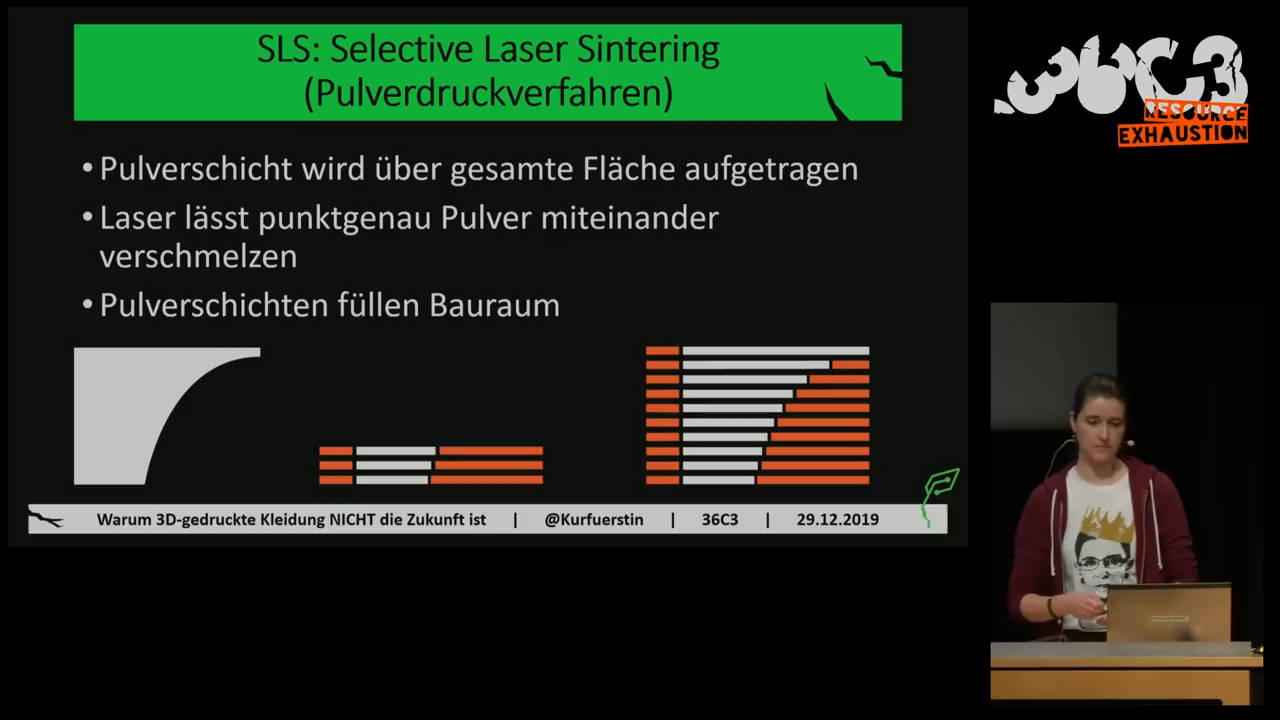 SLS: Selective Laser Sintering
(Pulverdruckverfahren)
• Pulverschicht wird über gesamte Fläche aufgetragen
• Laser lässt punktgenau Pulver miteinander
verschmelzen
• Pulverschichten füllen Bauraum
Warum 3D-gedruckte Kleidung NICHT die Zukunft ist | @Kurfuerstin | 36C3 | 29.12.2019
36C3
RESOURCE
EXHAUSTION